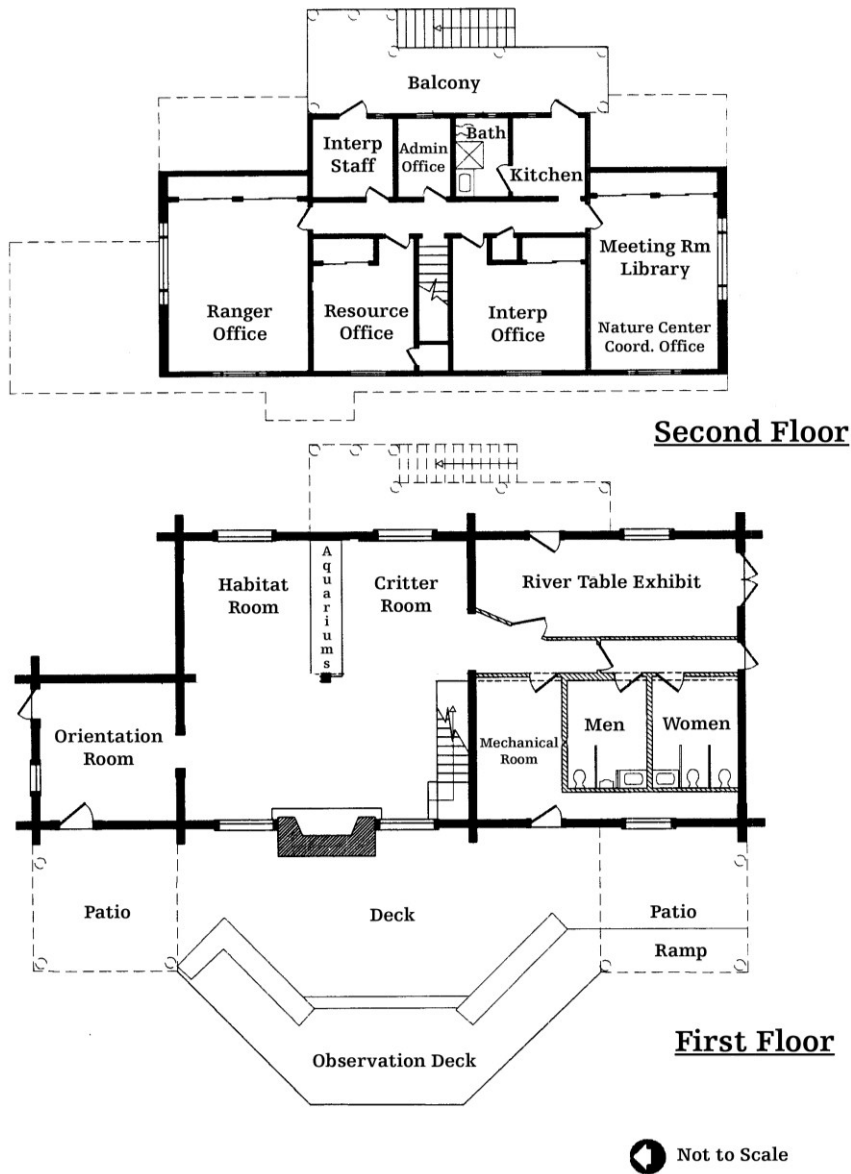 Balcony
Interp
Staff
Admin
Office
Bath
Kitchen
Ranger
Office
Resource
Office
Interp
Office
Meeting Rm
Library
Nature Center
Coord. Office
Second Floor
Habitat
Room
Aquariums
Critter
Room
River Table Exhibit
Orientation
Room
Mechanical
Room
Men
Women
Patio
Deck
Patio
Ramp
Observation Deck
First Floor
Not to Scale